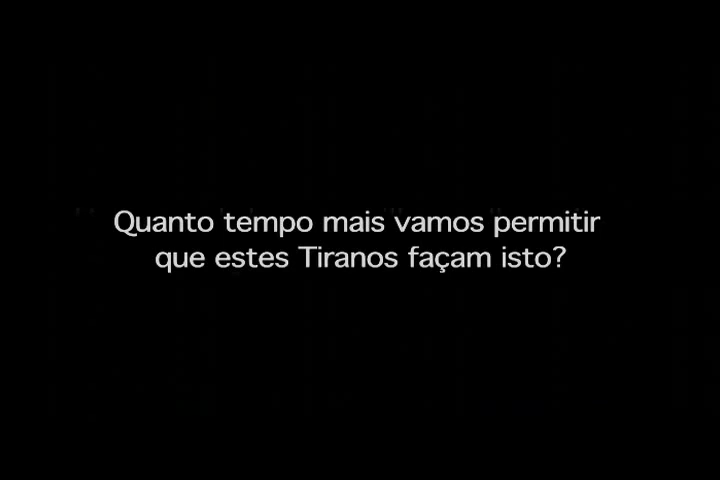 Quanto tempo mais vamos permitir
que estes Tiranos façam isto?